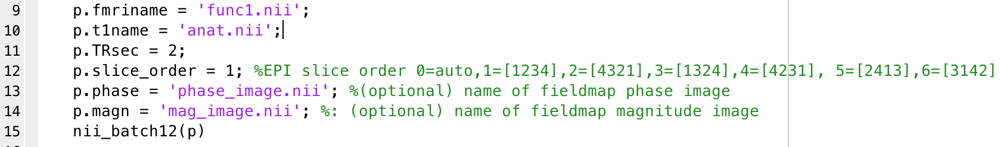 9 p.fmriname = 'func1.nii';
10 p.t1name = 'anat.nii';
11 p.TRsec = 2;
12 p.slice_order = 1; %EPI slice order 0=auto,1=[1234],2=[4321],3=[1324],4=[4231], 5=[2413],6=[3142]
13 p.phase = 'phase_image.nii'; %(optional) name of fieldmap phase image
14 p.magn = 'mag_image.nii'; %: (optional) name of fieldmap magnitude image
15 nii_batch12(p)